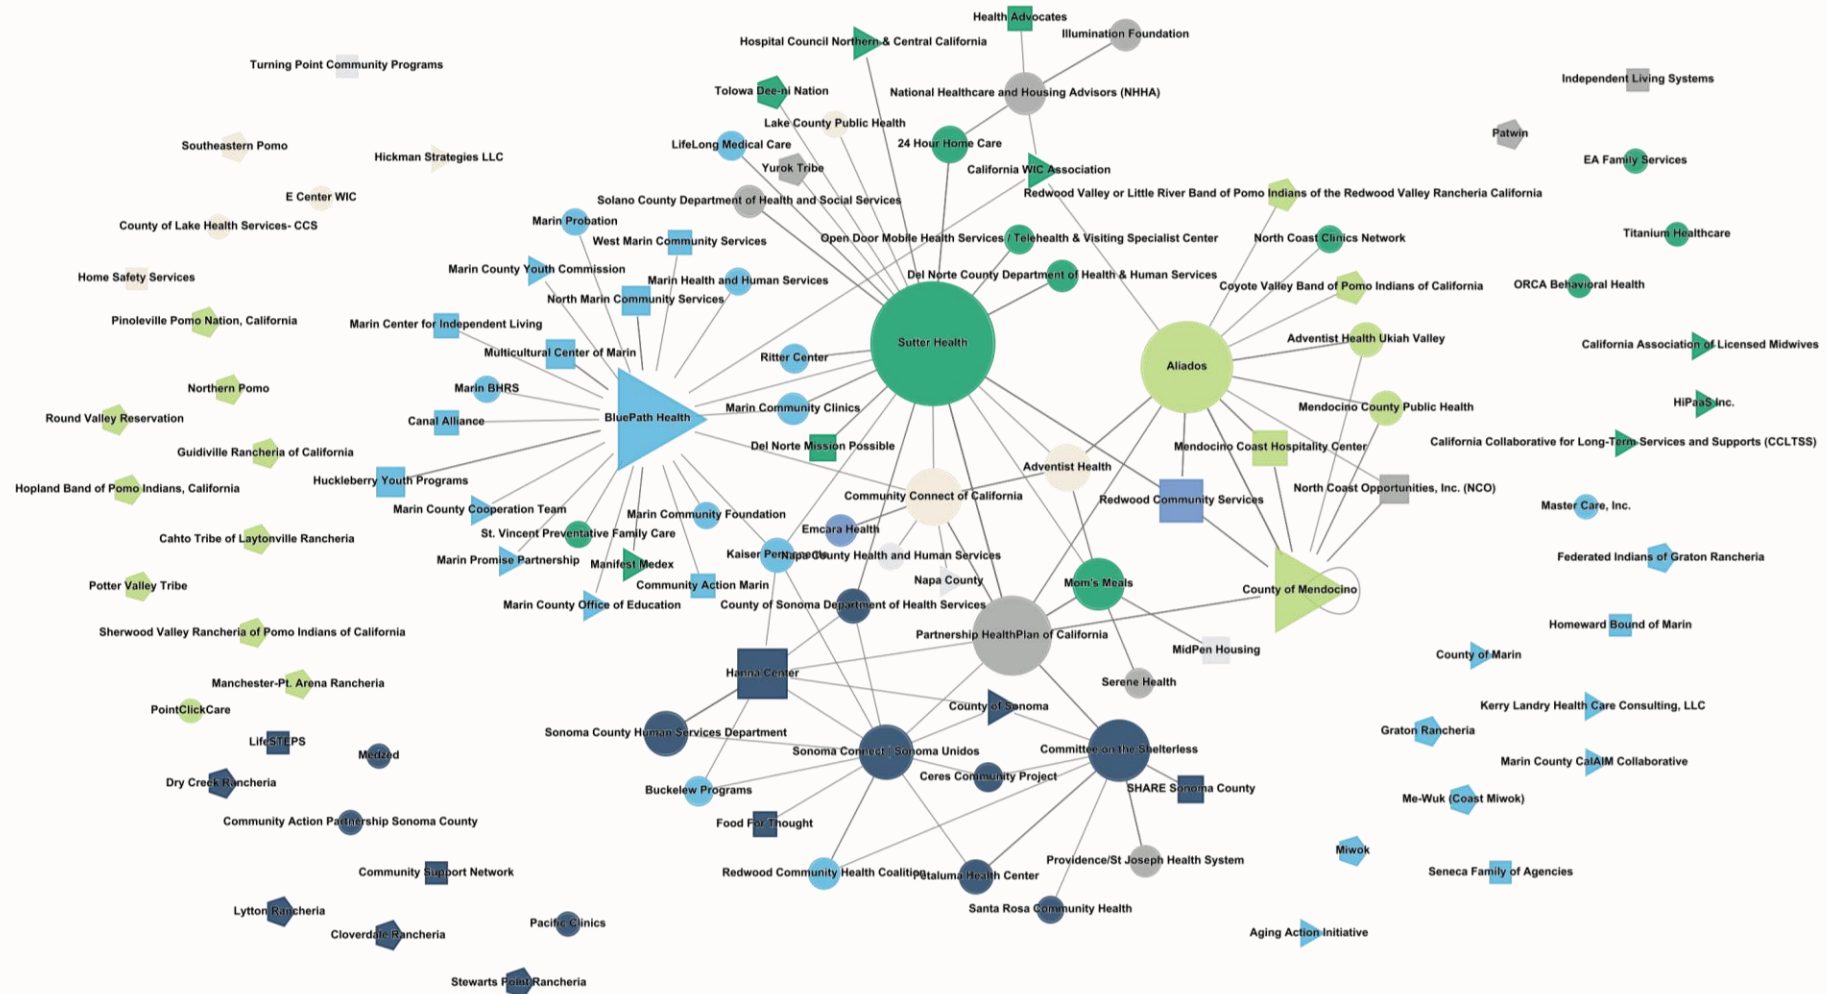 Health Advocates
Illumination Foundation
Hospital Council Northern & Central California
Turning Point Community Programs
Independent Living Systems
Tolowa Dee-ni Nation
National Healthcare and Housing Advisors (NHHA)
Lake County Public Health
Patwin
LifeLong Medical Care
24 Hour Home Care
Southeastern Pomo
Hickman Strategies LLC
EA Family Services
Yurok Tribe
California WIC Association
E Center WIC
Redwood Valley or Little River Band of Pomo Indians of the Redwood Valley Rancheria California
Solano County Department of Health and Social Services
County of Lake Health Services- CCS
Marin Probation
Titanium Healthcare
West Marin Community Services
Open Door Mobile Health Services / Telehealth & Visiting Specialist Center
North Coast Clinics Network
Marin County Youth Commission
Home Safety Services
Marin Health and Human Services
Del Norte County Department of Health & Human Services
Coyote Valley Band of Pomo Indians of California
ORCA Behavioral Health
North Marin Community Services
Pinoleville Pomo Nation, California
Marin Center for Independent Living
Sutter Health
Adventist Health Ukiah Valley
California Association of Licensed Midwives
Multicultural Center of Marin
Ritter Center
Aliados
Northern Pomo
Marin BHRS
HiPaaS Inc.
Round Valley Reservation
Canal Alliance
BluePath Health
Marin Community Clinics
Mendocino County Public Health
Guidiville Rancheria of California
Del Norte Mission Possible
Mendocino Coast Hospitality Center
California Collaborative for Long-Term Services and Supports (CCLTSS)
Adventist Health
Huckleberry Youth Programs
Hopland Band of Pomo Indians, California
Community Connect of California
Redwood Community Services
North Coast Opportunities, Inc. (NCO)
Marin County Cooperation Team
Marin Community Foundation
Master Care, Inc.
Emcara Health
St. Vincent Preventative Family Care
Cahto Tribe of Laytonville Rancheria
Kaiser Permanente
Napa County Health and Human Services
Federated Indians of Graton Rancheria
Marin Promise Partnership
Manifest Medex
Napa County
Mom's Meals
Potter Valley Tribe
Community Action Marin
County of Mendocino
Marin County Office of Education
County of Sonoma Department of Health Services
Homeward Bound of Marin
Sherwood Valley Rancheria of Pomo Indians of California
Partnership HealthPlan of California
MidPen Housing
County of Marin
Hanna Center
Manchester-Pt. Arena Rancheria
Serene Health
PointClickCare
County of Sonoma
Kerry Landry Health Care Consulting, LLC
Sonoma County Human Services Department
Graton Rancheria
LifeSTEPS
Medzed
Sonoma Connect | Sonoma Unidos
Committee on the Shelterless
Marin County CalAIM Collaborative
Dry Creek Rancheria
Ceres Community Project
Buckelew Programs
SHARE Sonoma County
Me-Wuk (Coast Miwok)
Community Action Partnership Sonoma County
Food For Thought
Miwok
Providence/St Joseph Health System
Community Support Network
Redwood Community Health Coalition
Petaluma Health Center
Seneca Family of Agencies
Lytton Rancheria
Santa Rosa Community Health
Pacific Clinics
Cloverdale Rancheria
Aging Action Initiative
Stewarts Point Rancheria